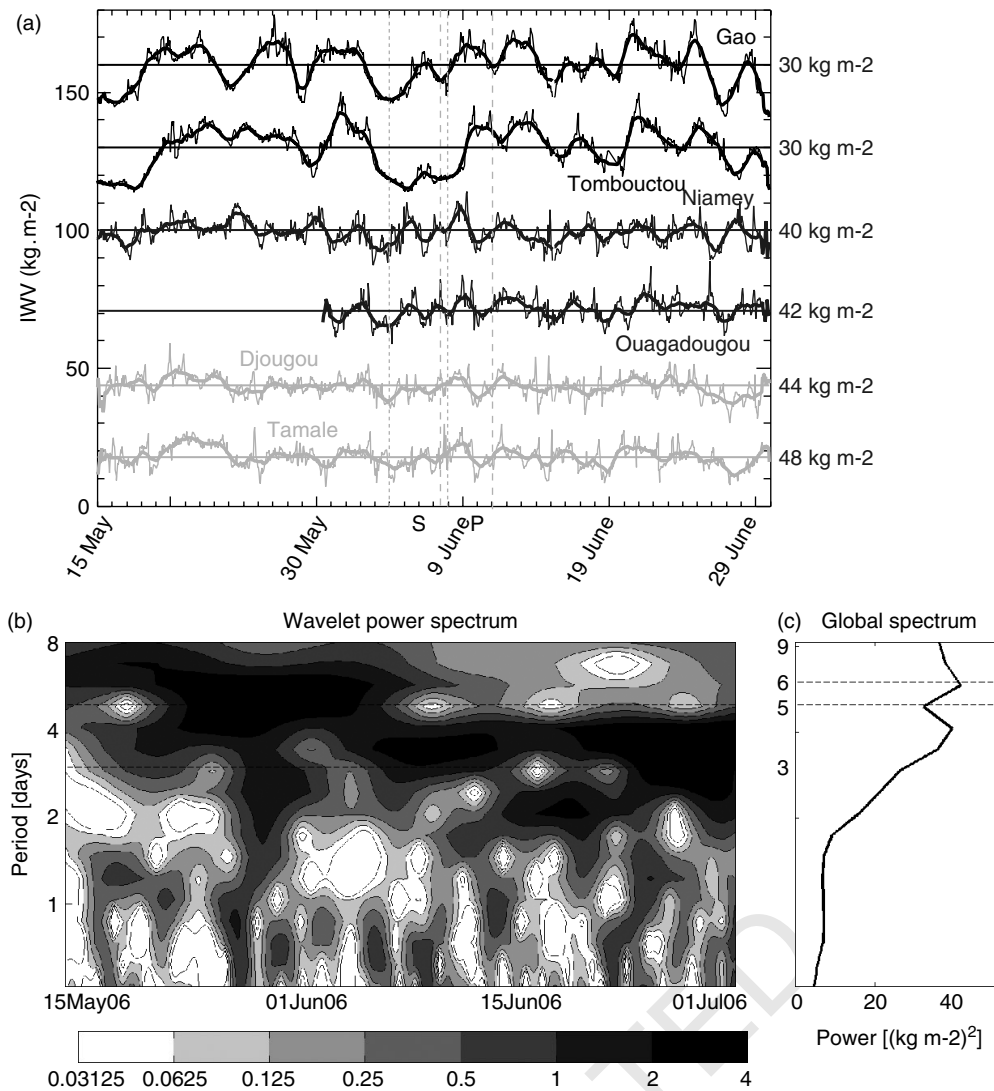 (a)
Gao
30 kg m-2
150
30 kg m-2
Tombouctou
Niamey
IWV (kg.m-2)
100
40 kg m-2
42 kg m-2
Ouagadougou
Djougou
50
44 kg m-2
Tamale
48 kg m-2
0
S
P
15 May
30 May
9 June
19 June
29 June
(b)
Wavelet power spectrum
(c)
Global spectrum
8
4
2
1
Period [days]
15May06
01Jun06
15Jun06
01Jul06
9
6
5
3
0
20
40
Power [(kg m-2)²]
0.03125
0.0625
0.125
0.25
0.5
1
2
4
TED